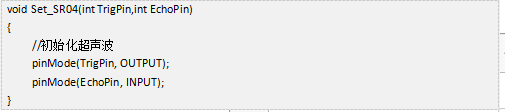 void Set_SR04(int TrigPin,int EchoPin)
{
//初始化超声波
pinMode(TrigPin, OUTPUT);
pinMode(EchoPin, INPUT);
}